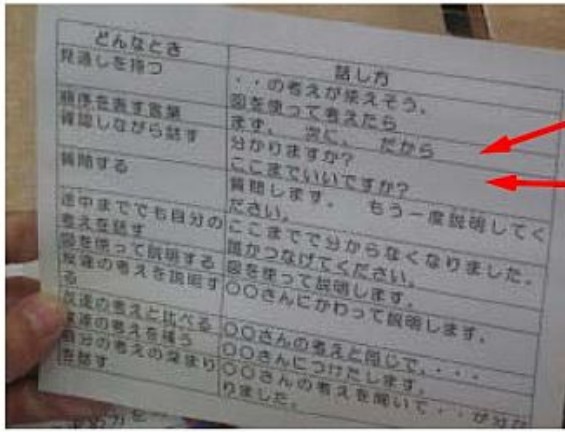 どんなとき 話し方
見通しを持つ ・・の考えが使えそう。
図を使って考えたら
順序を表す言葉 まず、 次に、 だから
確認しながら話す 分かりますか?
ここまでいいですか?
質問する 質問します。 もう一度説明してく
ださい。
途中まででも自分の ここまでで分からなくなりました。
考えを話す 誰かつなげてください。
図を使って説明する 図を使って説明します。
友達の考えを説明す ○○さんにかわって説明します。
る
友達の考えと比べる ○○さんの考えと同じで、・・・
友達の考えを補う ○○さんにつけたします。
自分の考えの深まり ○○さんの考えを聞いて・・が分か
を話す りました。